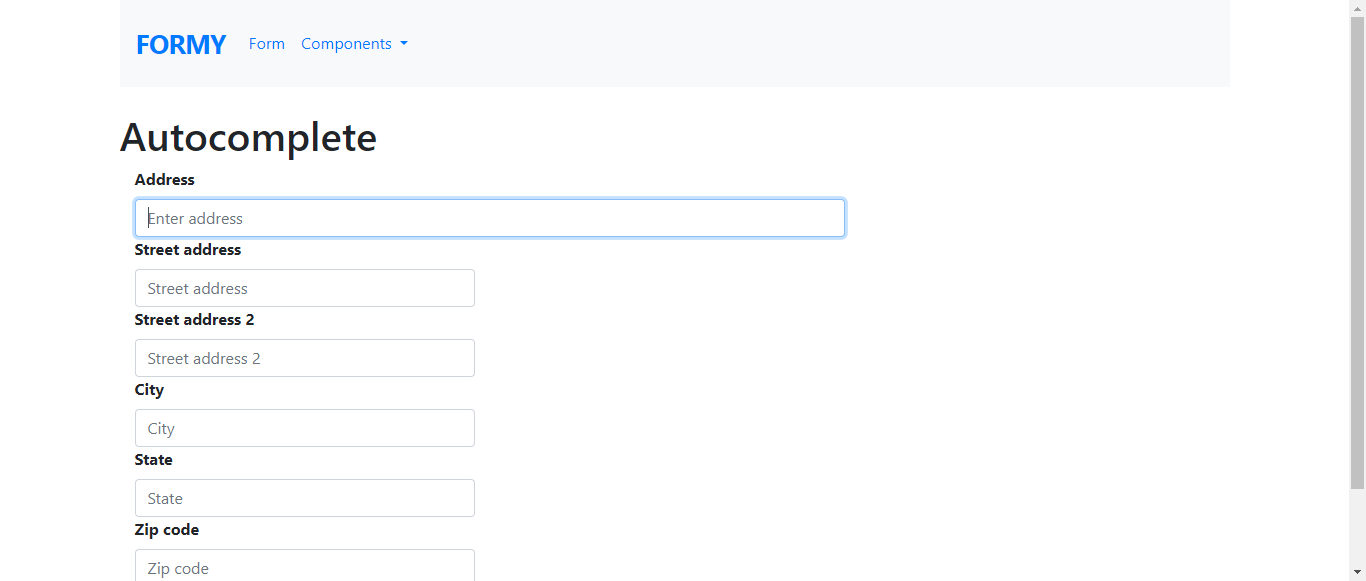 FORMY Form Components
Autocomplete
Address
Enter address
Street address
Street address
Street address 2
Street address 2
City
City
State
State
Zip code
Zip code